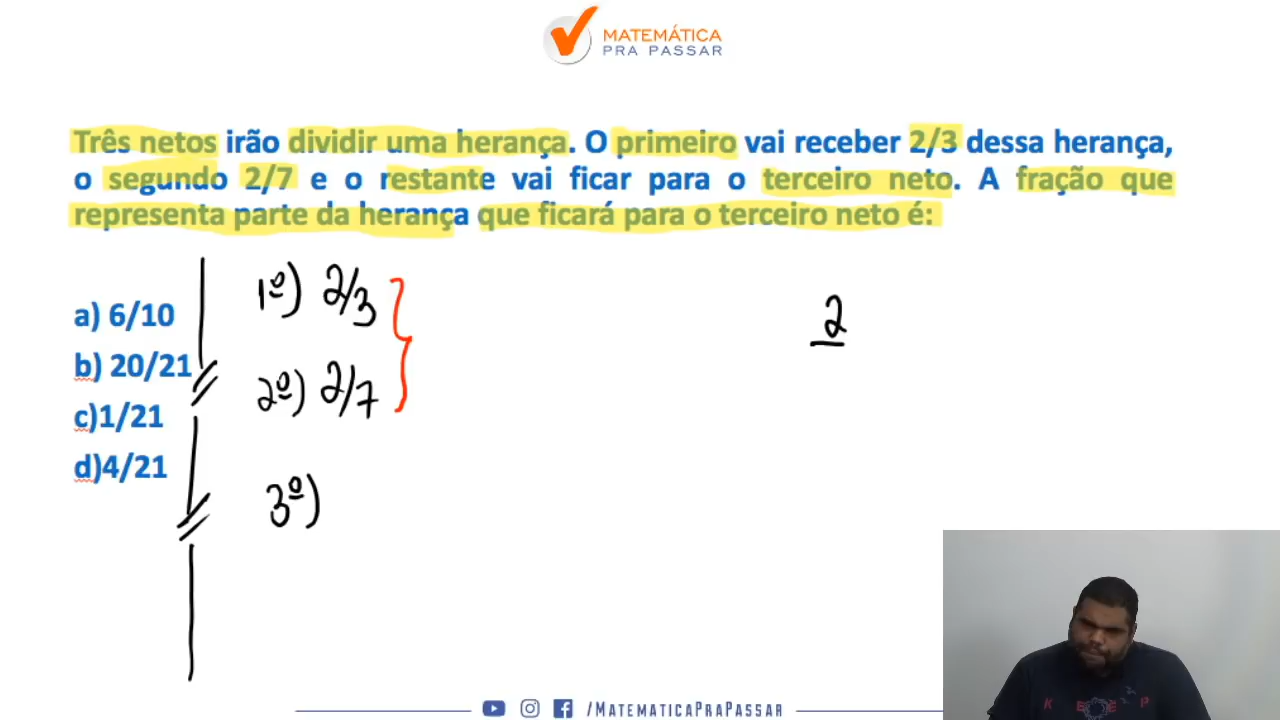 MATEMÁTICA
PRA PASSAR
Três netos irão dividir uma herança. O primeiro vai receber 2/3 dessa herança,
o segundo 2/7 e o restante vai ficar para o terceiro neto. A fração que
representa parte da herança que ficará para o terceiro neto é:
a) 6/10
b) 20/21
c)1/21
d)4/21
1º) 2/3
2º) 2/7
3º)
2
/MATEMATICAPRAPASSAR
K E E P